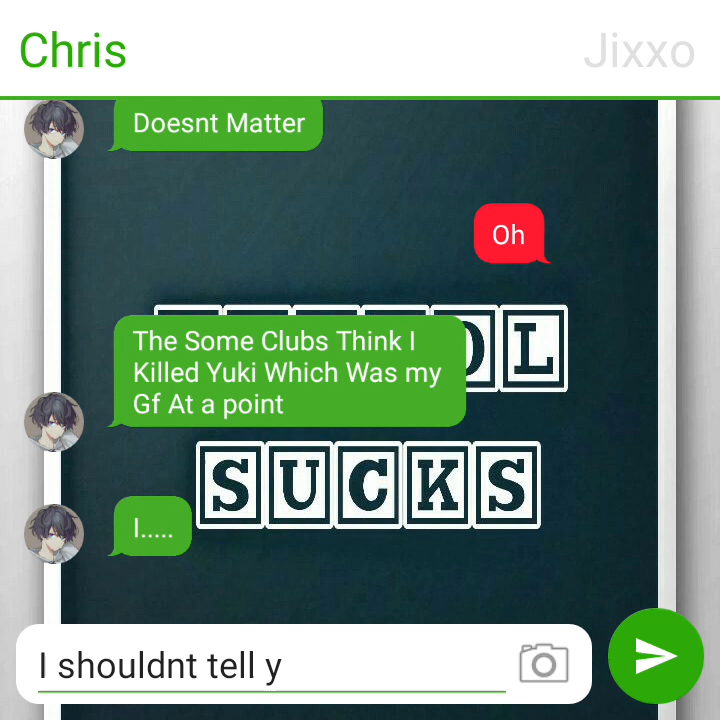 Chris
Jixxo
Doesnt Matter
Oh
The Some Clubs Think I
Killed Yuki Which Was my
Gf At a point
OL
SUCKS
I.....
I shouldnt tell y